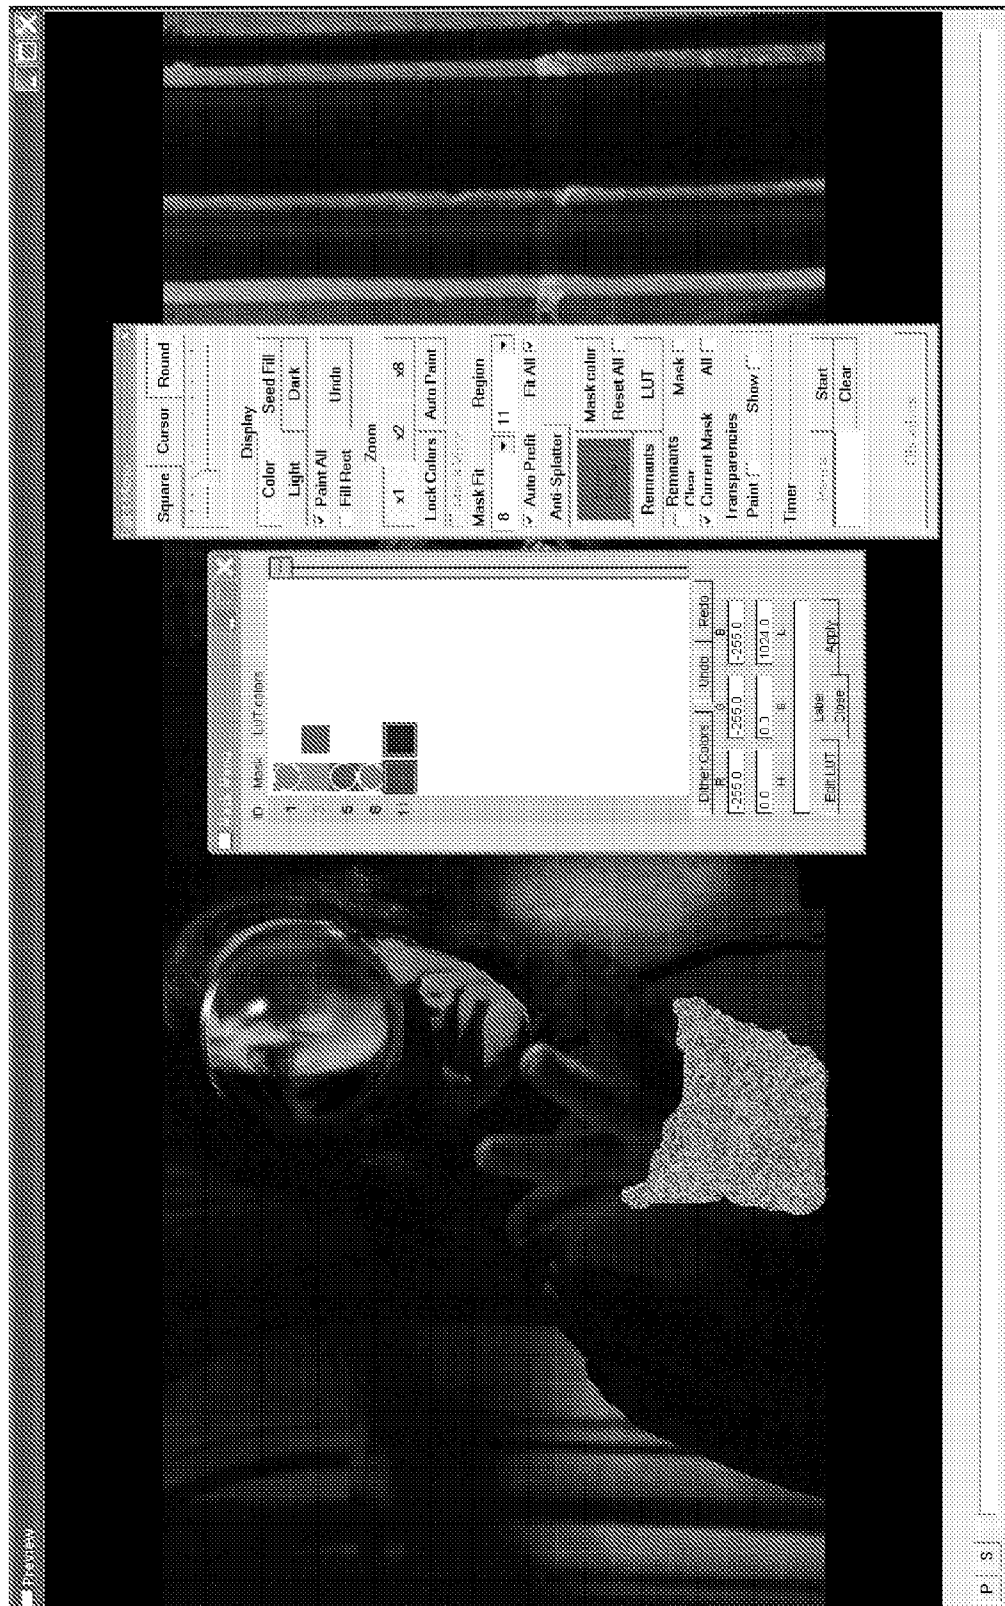 Preview
Square Cursor Round
Display
Color Seed Fill
Light Dark
Paint All
Fill Rect Undo
Zoom
x1 x2 x8
Lock Colors Auto Paint
Mask Fit Region
8 11
Auto Prefit Fit All
Anti-Splatter
Mask color
Reset All
Remnants LUT
Remnants Mask
Clear
Current Mask All
Transparencies
Paint Show
Timer
Start
Clear
ID Mask LUT colors
1
5
8
11
Dither Colors Undo Redo
R G B
-255.0 -255.0 -255.0
0.0 0.0 1024.0
H S L
Edit LUT Label Apply
Close
P S